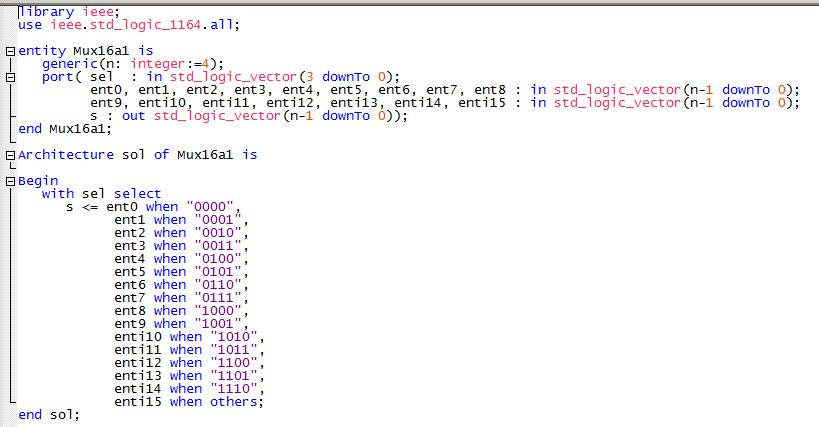 library ieee;
use ieee.std_logic_1164.all;
entity Mux16a1 is
generic(n: integer:=4);
port( sel : in std_logic_vector(3 downTo 0);
ent0, ent1, ent2, ent3, ent4, ent5, ent6, ent7, ent8 : in std_logic_vector(n-1 downTo 0);
ent9, enti10, enti11, enti12, enti13, enti14, enti15 : in std_logic_vector(n-1 downTo 0);
s : out std_logic_vector(n-1 downTo 0));
end Mux16a1;
Architecture sol of Mux16a1 is
Begin
with sel select
s <= ent0 when "0000",
ent1 when "0001",
ent2 when "0010",
ent3 when "0011",
ent4 when "0100",
ent5 when "0101",
ent6 when "0110",
ent7 when "0111",
ent8 when "1000",
ent9 when "1001",
enti10 when "1010",
enti11 when "1011",
enti12 when "1100",
enti13 when "1101",
enti14 when "1110",
enti15 when others;
end sol;